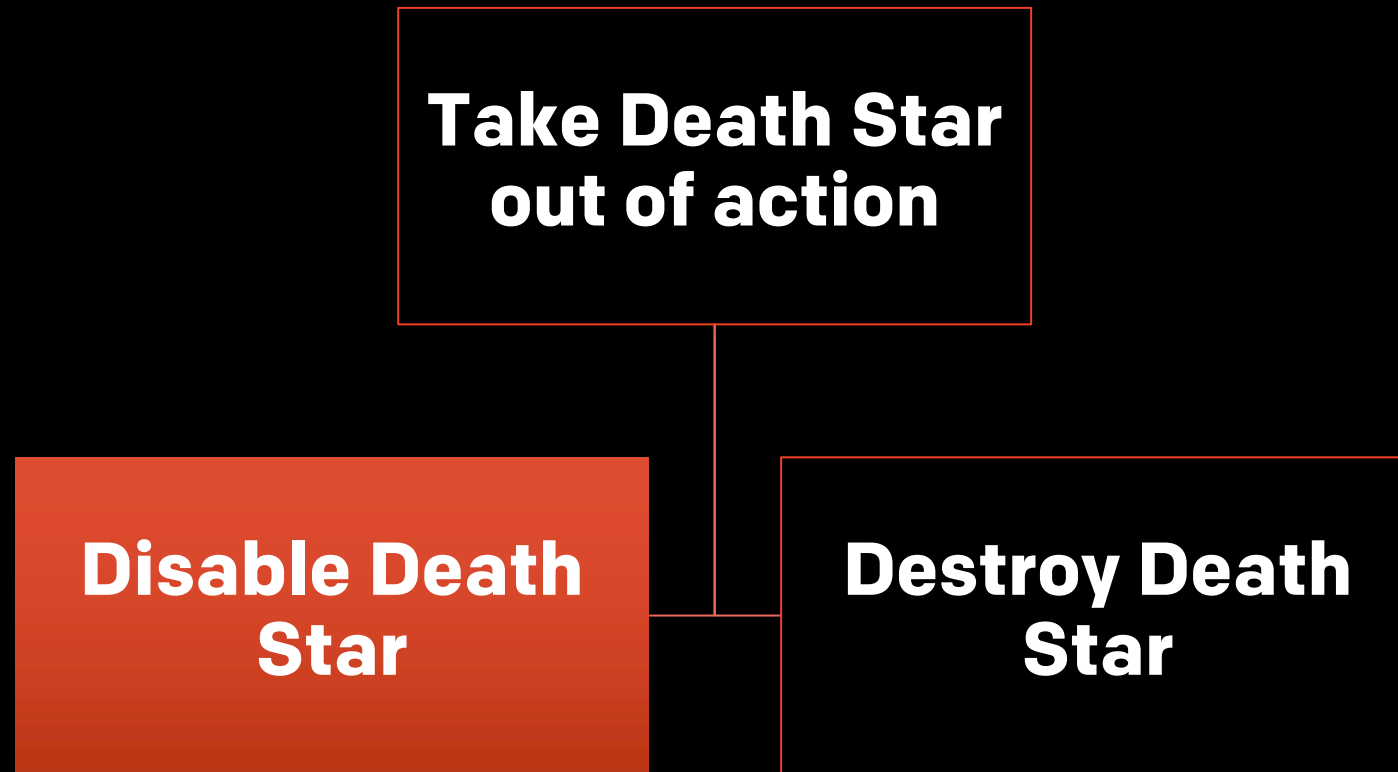 Take Death Star
out of action
Disable Death
Star
Destroy Death
Star